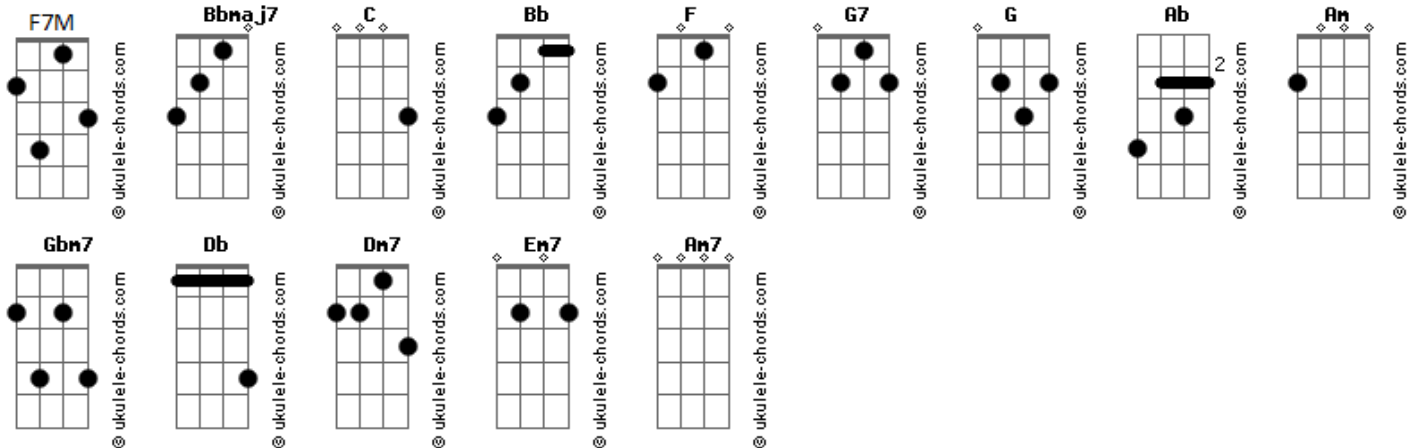 F7M Bbmaj7 C Bb F G7 G Ab Am
2
© ukulele-chords.com © ukulele-chords.com © ukulele-chords.com © ukulele-chords.com © ukulele-chords.com © ukulele-chords.com © ukulele-chords.com © ukulele-chords.com © ukulele-chords.com
Gbm7 Db Dm7 Em7 Am7
© ukulele-chords.com © ukulele-chords.com © ukulele-chords.com © ukulele-chords.com © ukulele-chords.com